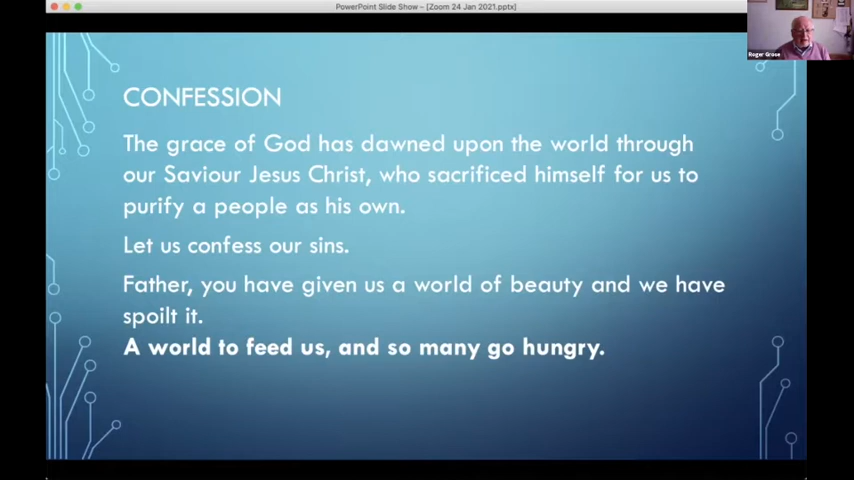 PowerPoint Slide Show - [Zoom 24 Jan 2021.pptx]
Roger Grose
CONFESSION
The grace of God has dawned upon the world through
our Saviour Jesus Christ, who sacrificed himself for us to
purify a people as his own.
Let us confess our sins.
Father, you have given us a world of beauty and we have
spoilt it.
A world to feed us, and so many go hungry.